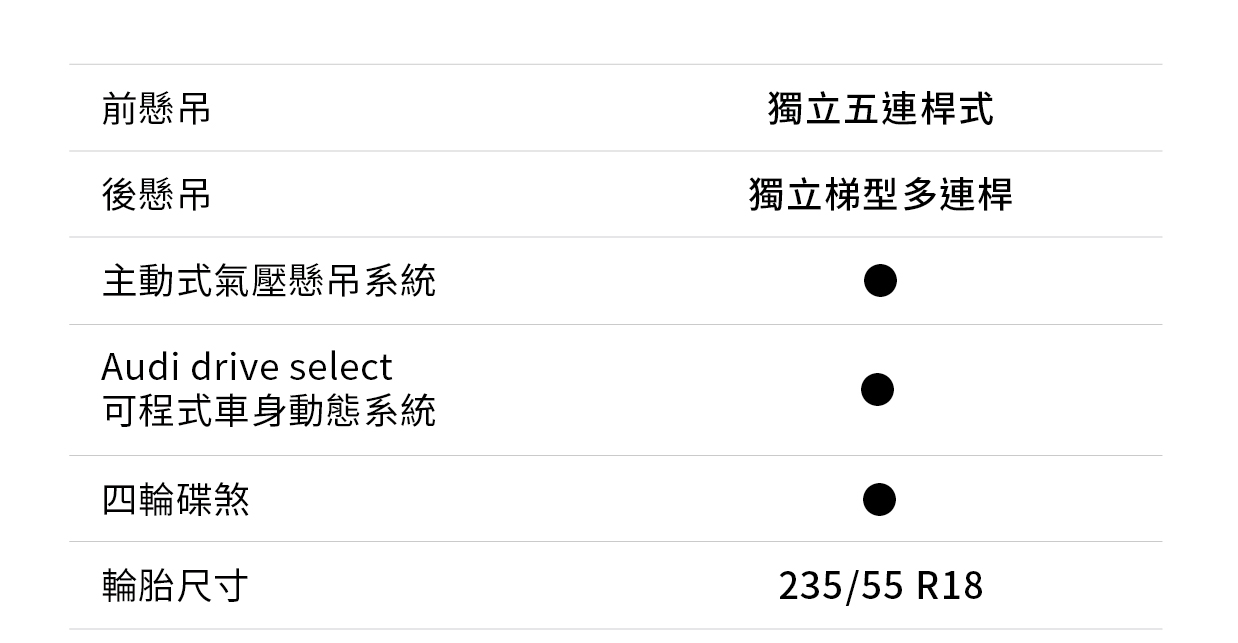 前懸吊 獨立五連桿式
後懸吊 獨立梯型多連桿
主動式氣壓懸吊系統 ●
Audi drive select
可程式車身動態系統 ●
四輪碟煞 ●
輪胎尺寸 235/55 R18